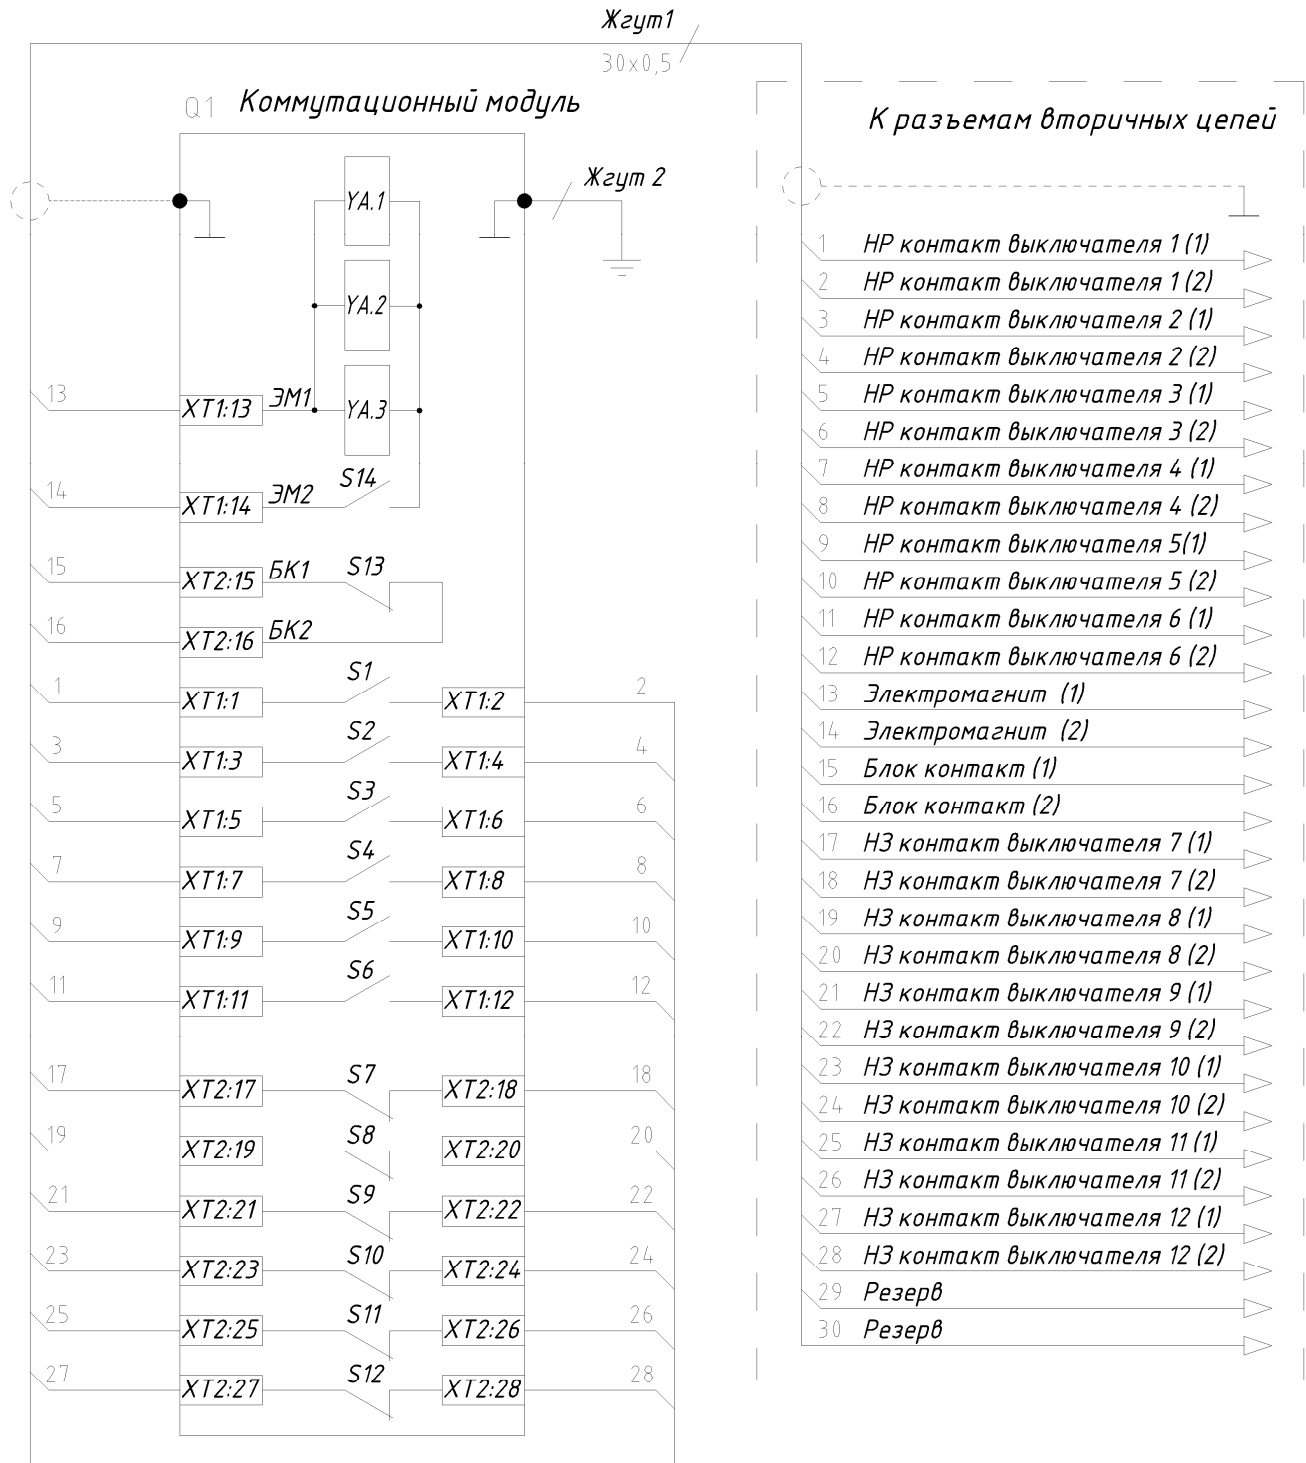 Жгут1
30х0,5
Q1 Коммутационный модуль
К разъемам вторичных цепей
Жгут 2
YA.1
YA.2
YA.3
13 XT1:13 ЭМ1
14 XT1:14 ЭМ2 S14
15 XT2:15 БК1 S13
16 XT2:16 БК2
1 XT1:1 S1 XT1:2 2
3 XT1:3 S2 XT1:4 4
5 XT1:5 S3 XT1:6 6
7 XT1:7 S4 XT1:8 8
9 XT1:9 S5 XT1:10 10
11 XT1:11 S6 XT1:12 12
17 XT2:17 S7 XT2:18 18
19 XT2:19 S8 XT2:20 20
21 XT2:21 S9 XT2:22 22
23 XT2:23 S10 XT2:24 24
25 XT2:25 S11 XT2:26 26
27 XT2:27 S12 XT2:28 28
1 НР контакт выключателя 1 (1)
2 НР контакт выключателя 1 (2)
3 НР контакт выключателя 2 (1)
4 НР контакт выключателя 2 (2)
5 НР контакт выключателя 3 (1)
6 НР контакт выключателя 3 (2)
7 НР контакт выключателя 4 (1)
8 НР контакт выключателя 4 (2)
9 НР контакт выключателя 5(1)
10 НР контакт выключателя 5 (2)
11 НР контакт выключателя 6 (1)
12 НР контакт выключателя 6 (2)
13 Электромагнит (1)
14 Электромагнит (2)
15 Блок контакт (1)
16 Блок контакт (2)
17 НЗ контакт выключателя 7 (1)
18 НЗ контакт выключателя 7 (2)
19 НЗ контакт выключателя 8 (1)
20 НЗ контакт выключателя 8 (2)
21 НЗ контакт выключателя 9 (1)
22 НЗ контакт выключателя 9 (2)
23 НЗ контакт выключателя 10 (1)
24 НЗ контакт выключателя 10 (2)
25 НЗ контакт выключателя 11 (1)
26 НЗ контакт выключателя 11 (2)
27 НЗ контакт выключателя 12 (1)
28 НЗ контакт выключателя 12 (2)
29 Резерв
30 Резерв